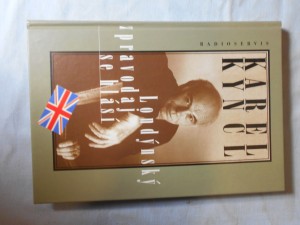 RADIOSERVIS
KAREL
KYNCL
Londýnský
zpravodaj
se hlásí